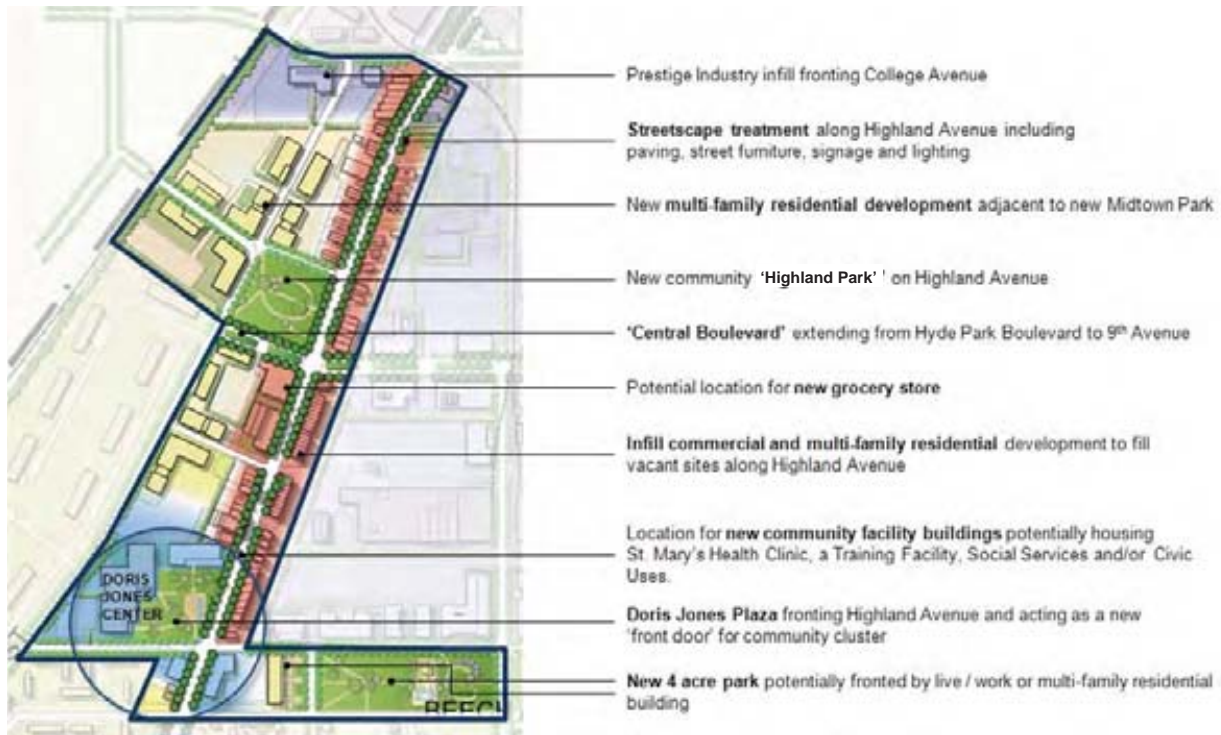 Prestige Industry infill fronting College Avenue
Streetscape treatment along Highland Avenue including
paving, street furniture, signage and lighting
New multi-family residential development adjacent to new Midtown Park
New community 'Highland Park' ' on Highland Avenue
'Central Boulevard' extending from Hyde Park Boulevard to 9th Avenue
Potential location for new grocery store
Infill commercial and multi-family residential development to fill
vacant sites along Highland Avenue
Location for new community facility buildings potentially housing
St. Mary's Health Clinic, a Training Facility, Social Services and/or Civic
Uses.
DORIS
JONES
CENTER
Doris Jones Plaza fronting Highland Avenue and acting as a new
'front door' for community cluster
New 4 acre park potentially fronted by live / work or multi-family residential
building
BEECH